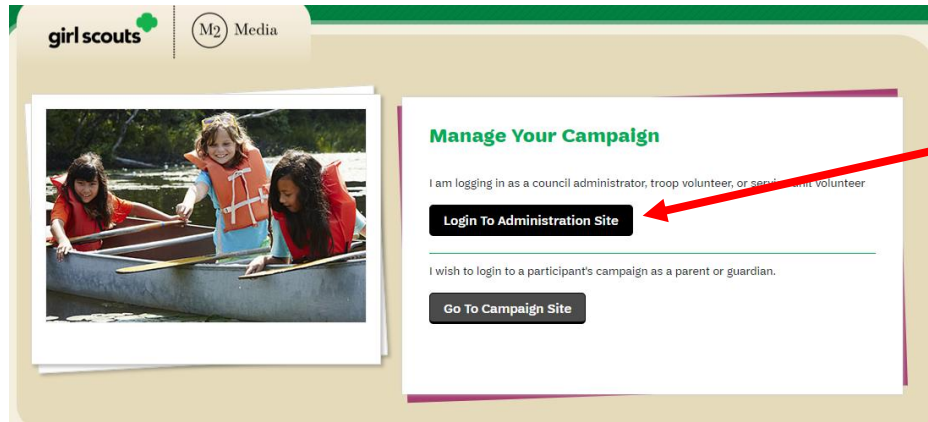 girl scouts
M2 Media
Manage Your Campaign
I am logging in as a council administrator, troop volunteer, or service unit volunteer
Login To Administration Site
I wish to login to a participant's campaign as a parent or guardian.
Go To Campaign Site